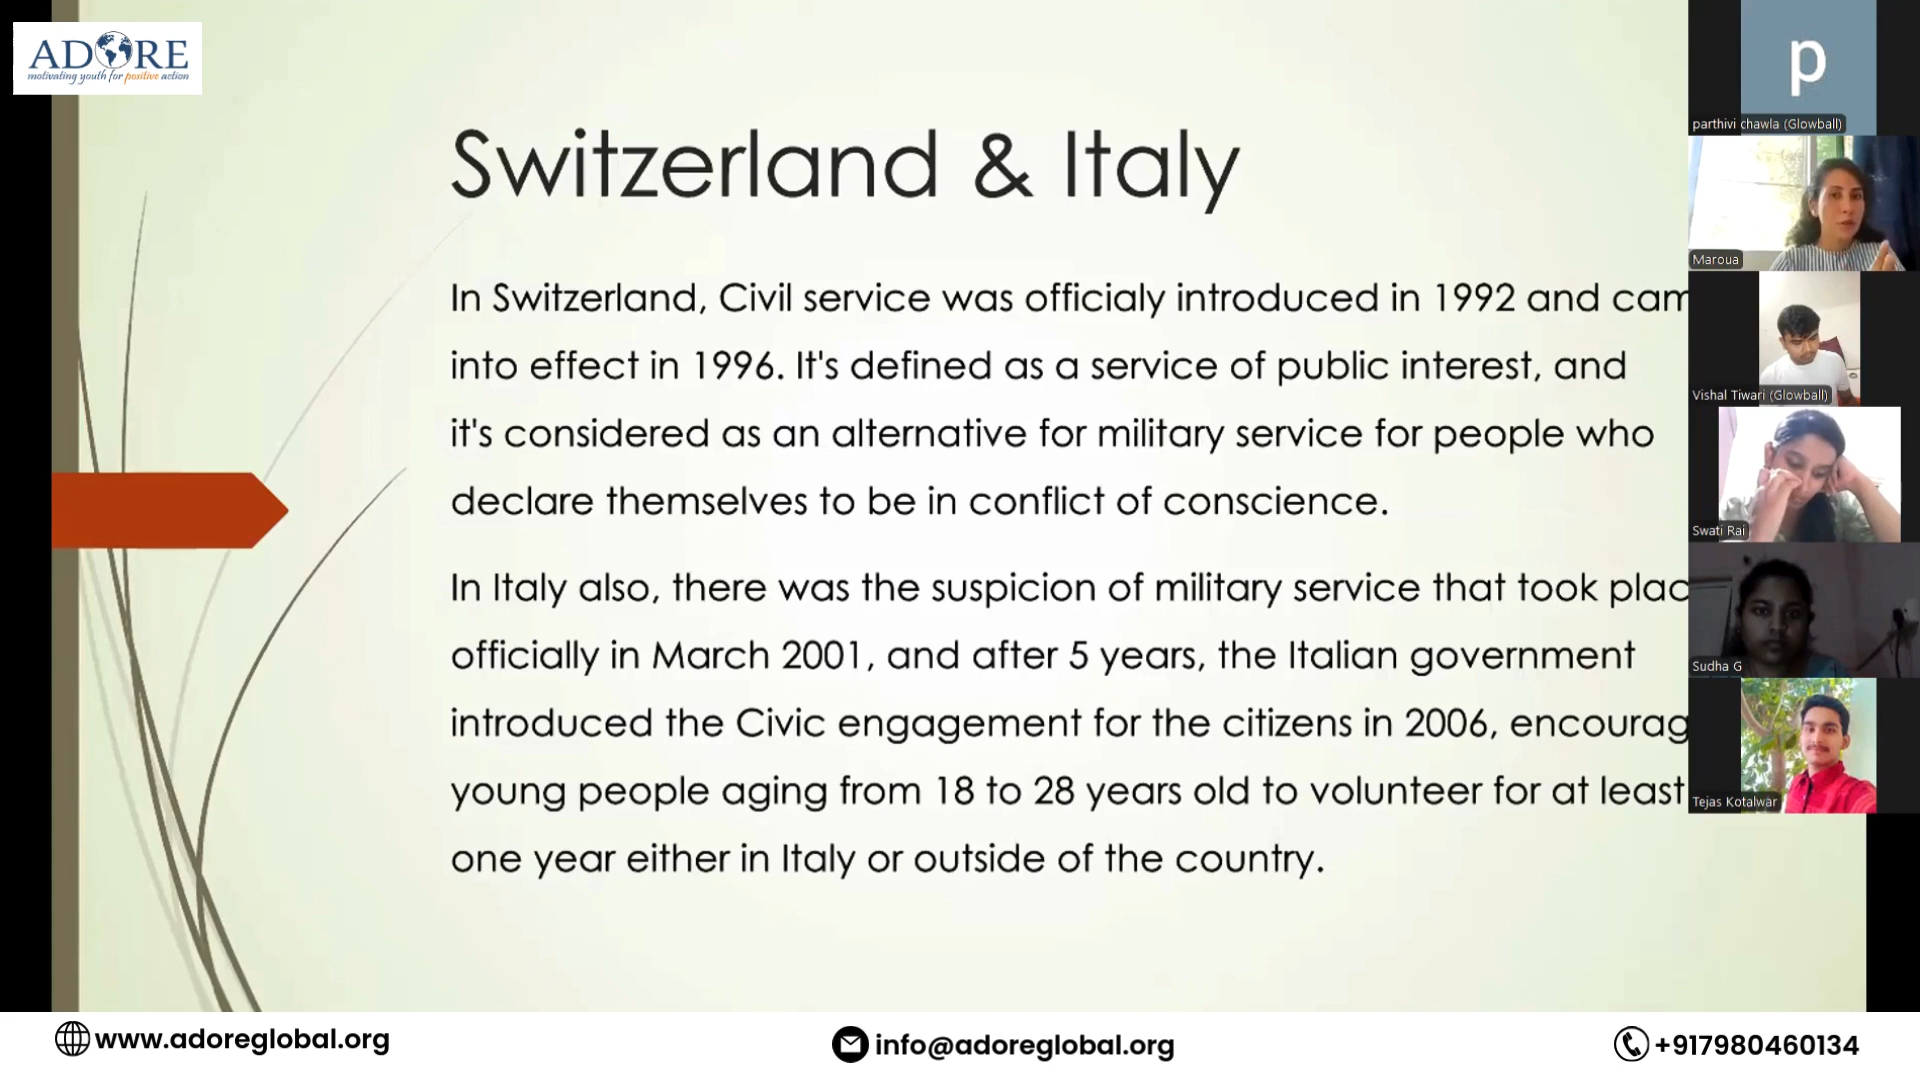 ADORE
motivating youth for positive action
Switzerland & Italy
In Switzerland, Civil service was officialy introduced in 1992 and cam
into effect in 1996. It's defined as a service of public interest, and
it's considered as an alternative for military service for people who
declare themselves to be in conflict of conscience.
In Italy also, there was the suspicion of military service that took plac
officially in March 2001, and after 5 years, the Italian government
introduced the Civic engagement for the citizens in 2006, encourag
young people aging from 18 to 28 years old to volunteer for at least
one year either in Italy or outside of the country.
p
parthivi chawla (Glowball)
Maroua
Vishal Tiwari (Glowball)
Swati Rai
Sudha G
Tejas Kotalwar
www.adoreglobal.org
info@adoreglobal.org
+917980460134